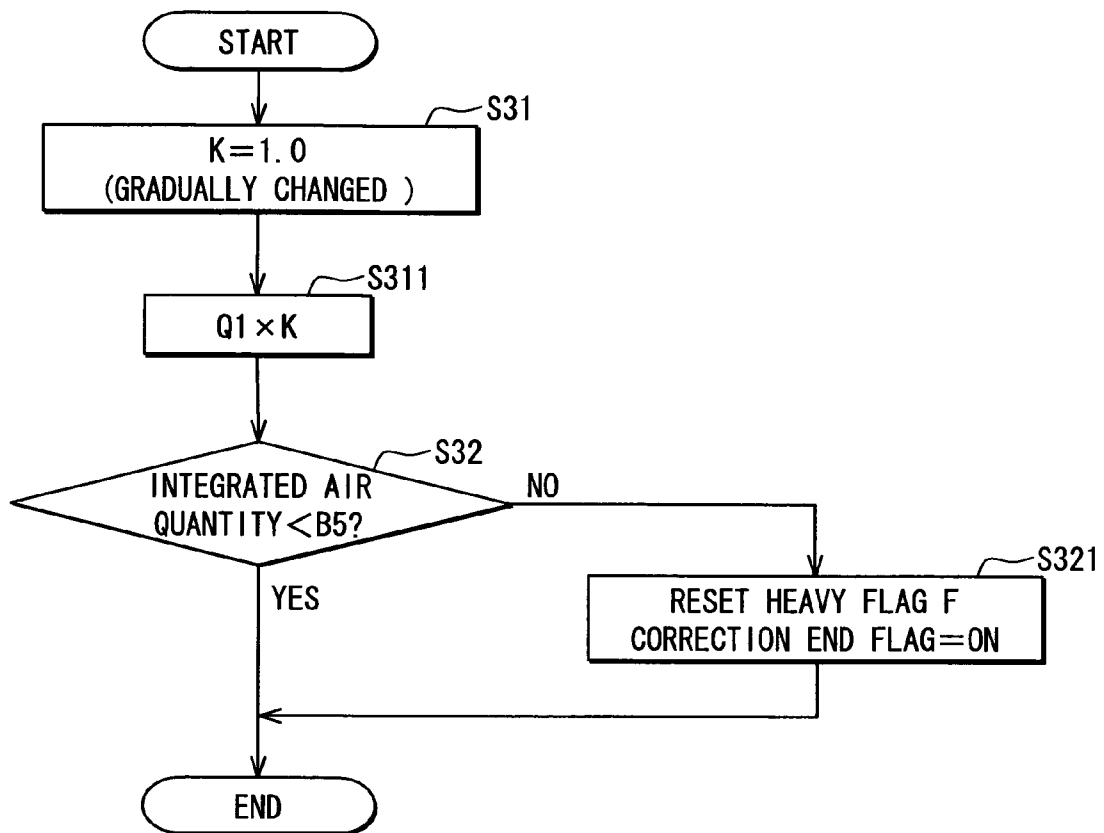 START
S31
K=1.0
(GRADUALLY CHANGED )
S311
Q1×K
S32
INTEGRATED AIR
QUANTITY<B5?
NO
YES
S321
RESET HEAVY FLAG F
CORRECTION END FLAG=ON
END